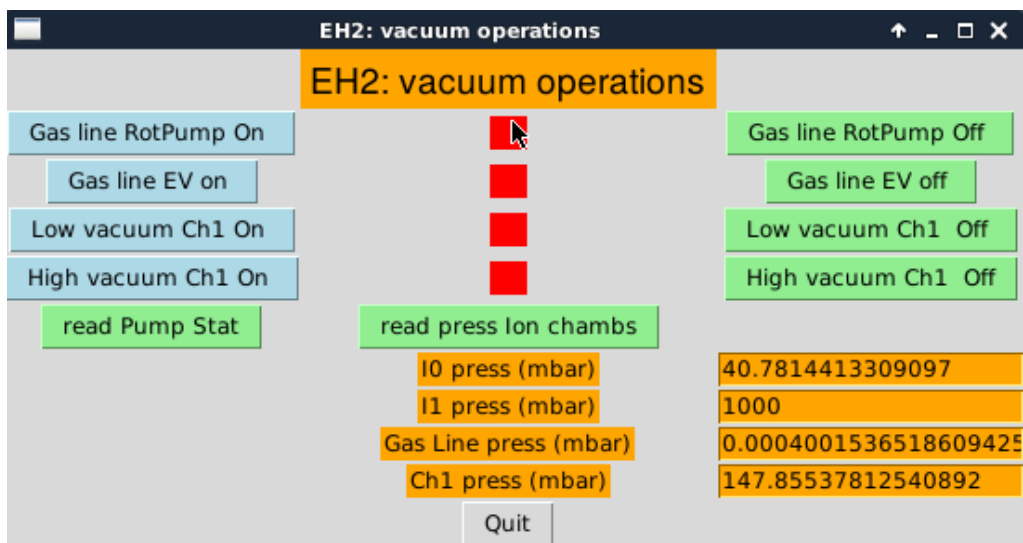 EH2: vacuum operations
EH2: vacuum operations
Gas line RotPump On
Gas line RotPump Off
Gas line EV on
Gas line EV off
Low vacuum Ch1 On
Low vacuum Ch1  Off
High vacuum Ch1 On
High vacuum Ch1  Off
read Pump Stat
read press Ion chambs
I0 press (mbar)
40.7814413309097
I1 press (mbar)
1000
Gas Line press (mbar)
0.0004001536518609425
Ch1 press (mbar)
147.85537812540892
Quit